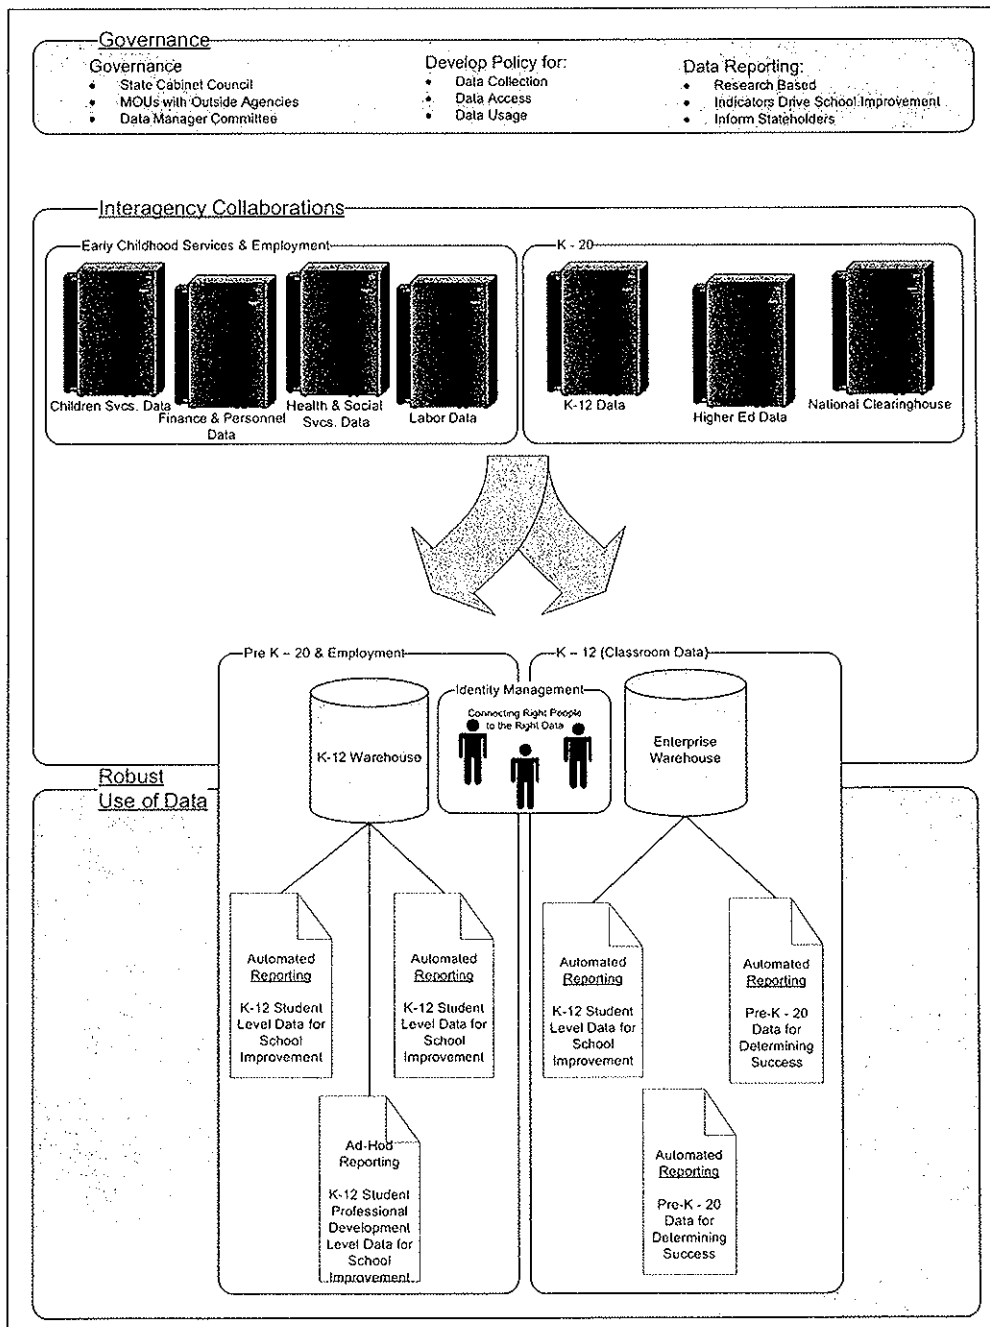 Governance
Governance
State Cabinet Council
MOUs with Outside Agencies
Data Manager Committee
Develop Policy for:
Data Collection
Data Access
Data Usage
Data Reporting:
Research Based
Indicators Drive School Improvement
Inform Stakeholders
Interagency Collaborations
Early Childhood Services & Employment
Children Svcs. Data
Finance & Personnel
Data
Health & Social
Svcs. Data
Labor Data
K - 20
K-12 Data
Higher Ed Data
National Clearinghouse
Pre K – 20 & Employment
K-12 Warehouse
Identity Management
Connecting Right People
to the Right Data
K – 12 (Classroom Data)
Enterprise
Warehouse
Robust
Use of Data
Automated
Reporting
K-12 Student
Level Data for
School
Improvement
Automated
Reporting
K-12 Student
Level Data for
School
Improvement
Ad-Hod
Reporting
K-12 Student
Professional
Development
Level Data for
School
Improvement
Automated
Reporting
K-12 Student
Level Data for
School
Improvement
Automated
Reporting
Pre-K - 20
Data for
Determining
Success
Automated
Reporting
Pre-K - 20
Data for
Determining
Success